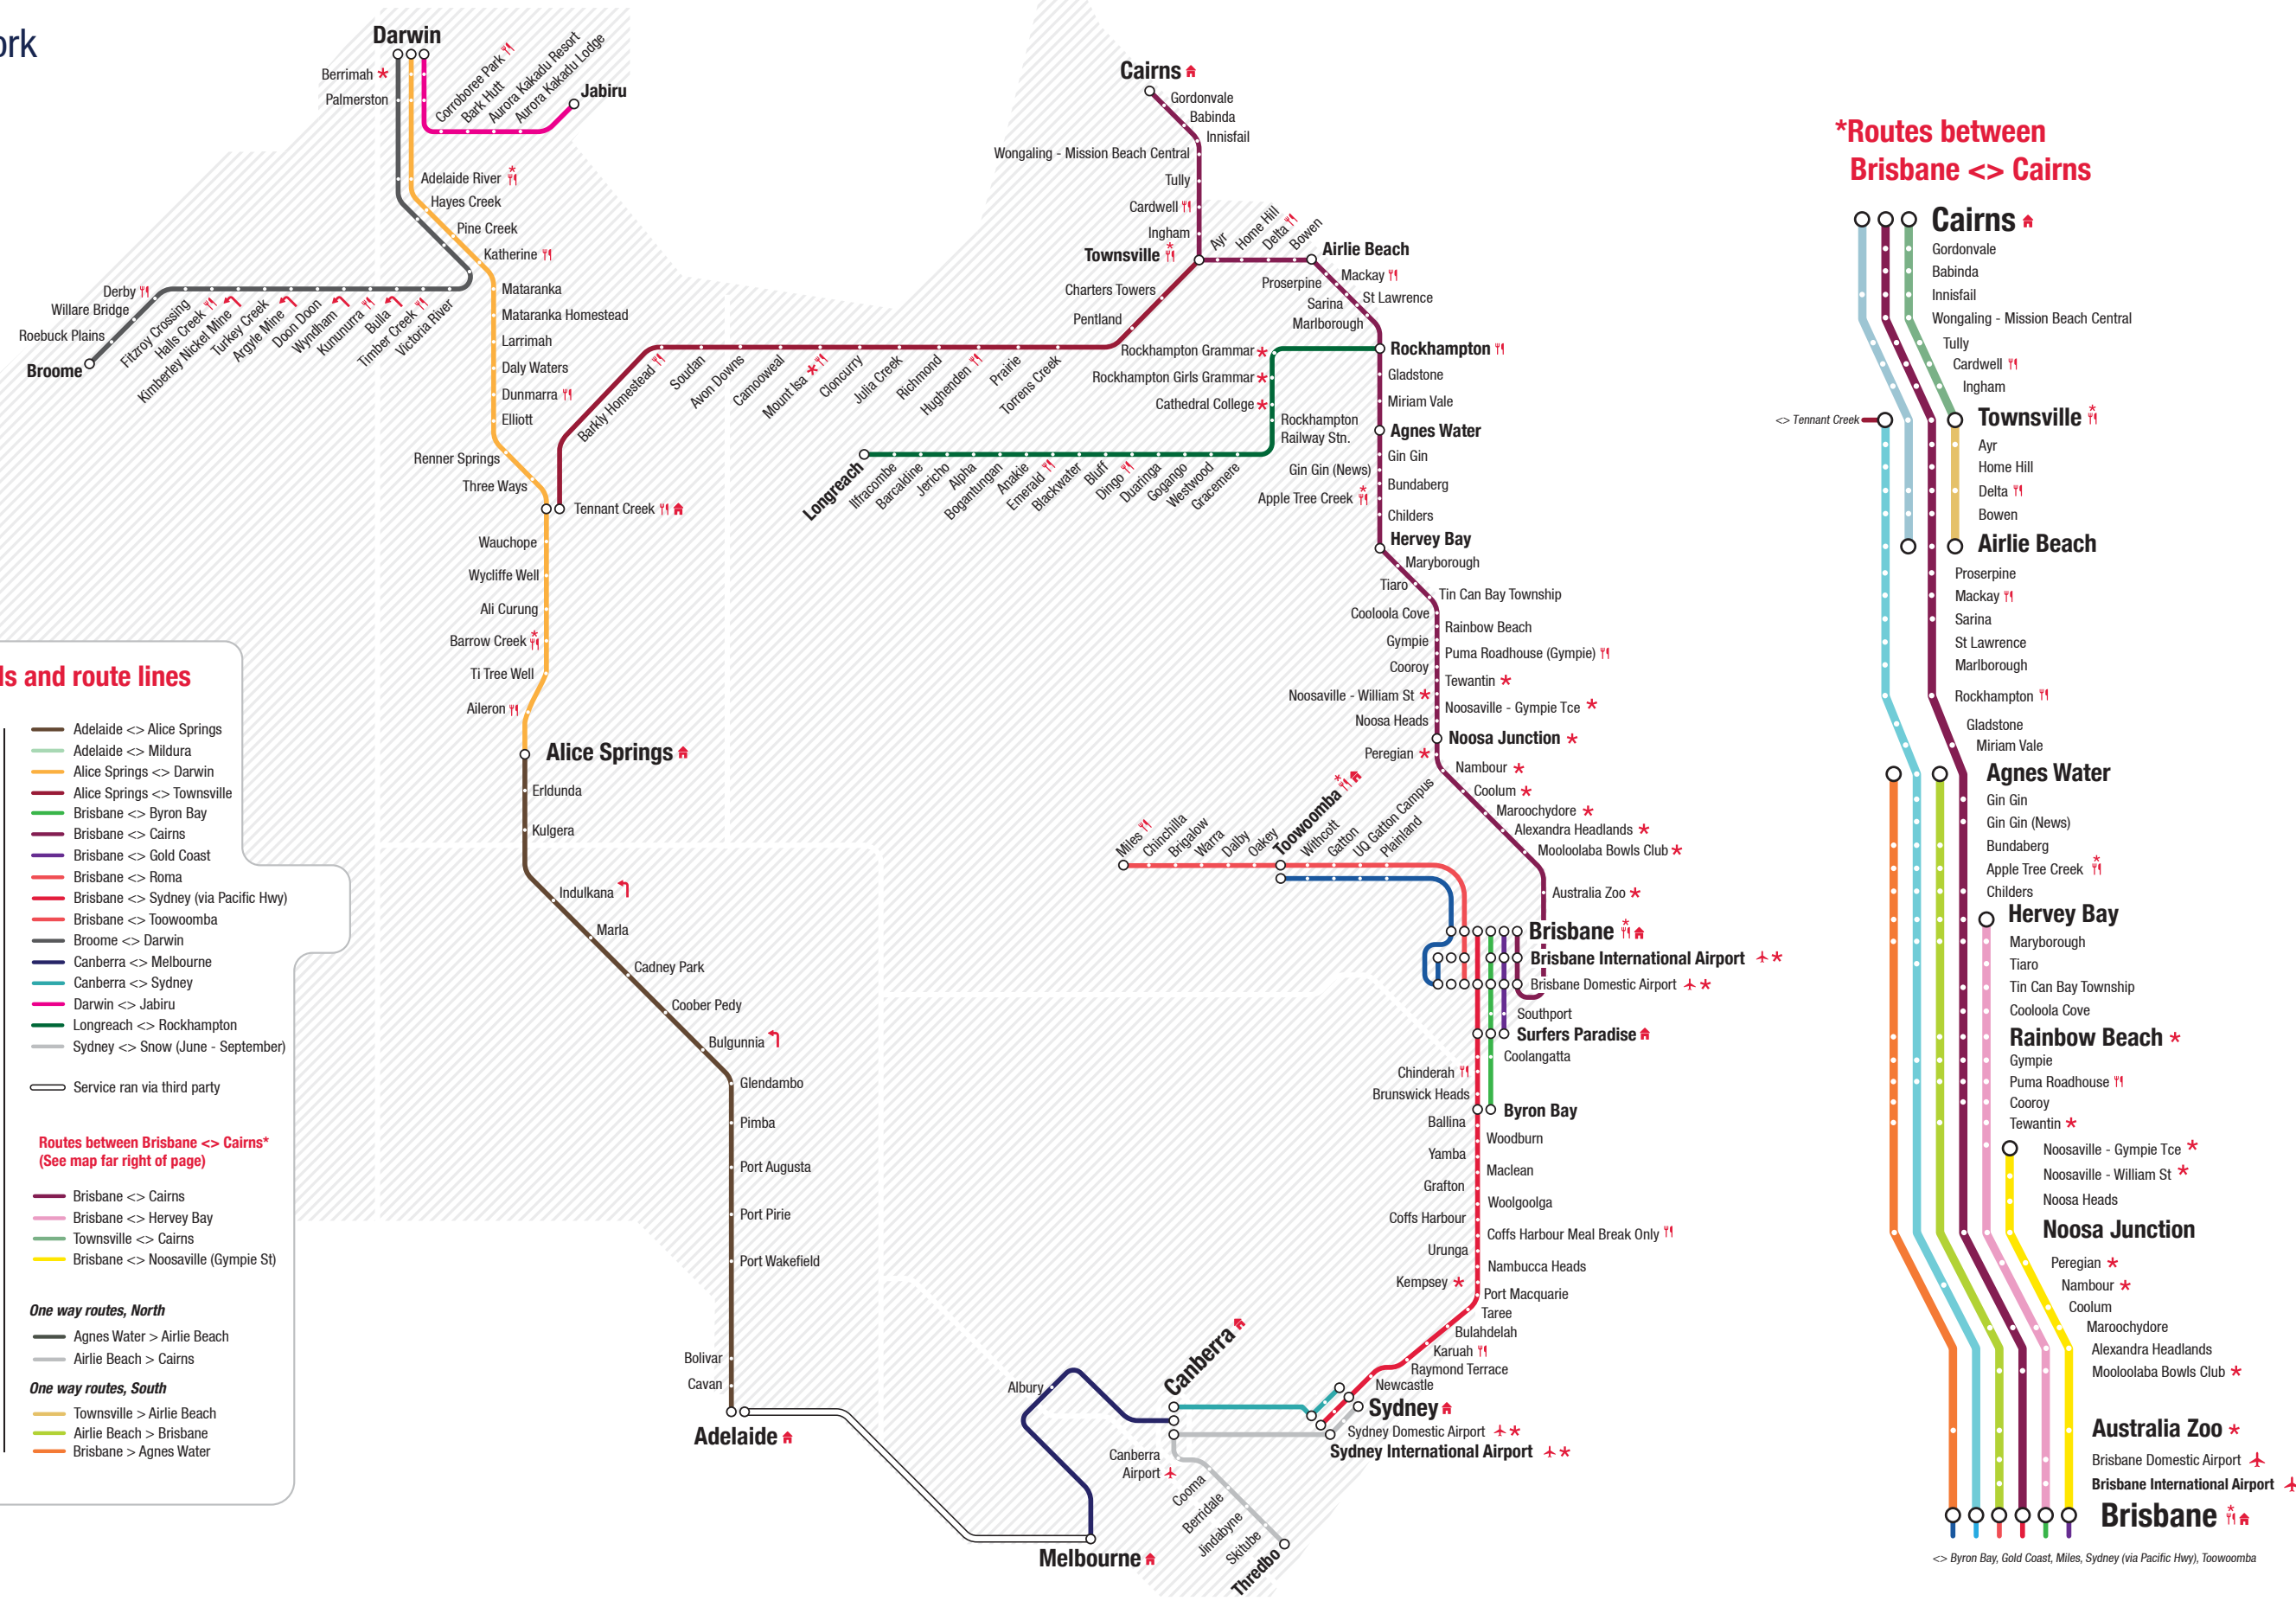 ork
Darwin
Berrimah *
Palmerston
Corroboree Park
Bark Hutt
Aurora Kakadu Resort
Aurora Kakadu Lodge
Jabiru
Adelaide River *
Hayes Creek
Pine Creek
Katherine
Derby
Willare Bridge
Roebuck Plains
Broome
Fitzroy Crossing
Halls Creek
Kimberley Nickel Mine
Turkey Creek
Argyle Mine
Doon Doon
Wyndham
Kununurra
Bulla
Timber Creek
Victoria River
Mataranka
Mataranka Homestead
Larrimah
Daly Waters
Dunmarra
Elliott
Renner Springs
Three Ways
Tennant Creek
Wauchope
Wycliffe Well
Ali Curung
Barrow Creek *
Ti Tree Well
Aileron
Alice Springs
Erldunda
Kulgera
Indulkana
Marla
Cadney Park
Coober Pedy
Bulgunnia
Glendambo
Pimba
Port Augusta
Port Pirie
Port Wakefield
Bolivar
Cavan
Adelaide
Barkly Homestead
Soudan
Avon Downs
Camooweal
Mount Isa *
Cloncurry
Julia Creek
Richmond
Hughenden
Prairie
Torrens Creek
Pentland
Charters Towers
Cairns
Gordonvale
Babinda
Innisfail
Wongaling - Mission Beach Central
Tully
Cardwell
Ingham
Townsville *
Ayr
Home Hill
Delta
Bowen
Airlie Beach
Proserpine
Mackay
Sarina
St Lawrence
Marlborough
Rockhampton
Rockhampton Grammar *
Rockhampton Girls Grammar *
Cathedral College *
Rockhampton
Railway Stn.
Longreach
Ilfracombe
Barcaldine
Jericho
Alpha
Bogantungan
Anakie
Emerald
Blackwater
Bluff
Dingo
Duaringa
Gogango
Westwood
Gracemere
Gladstone
Miriam Vale
Agnes Water
Gin Gin
Gin Gin (News)
Bundaberg
Apple Tree Creek *
Childers
Hervey Bay
Maryborough
Tiaro
Tin Can Bay Township
Cooloola Cove
Rainbow Beach
Gympie
Puma Roadhouse (Gympie)
Cooroy
Tewantin *
Noosaville - William St *
Noosaville - Gympie Tce *
Noosa Heads
Noosa Junction *
Peregian *
Nambour *
Coolum *
Maroochydore *
Alexandra Headlands *
Mooloolaba Bowls Club *
Australia Zoo *
Miles
Chinchilla
Brigalow
Warra
Dalby
Oakey
Toowoomba *
Withcott
Gatton
UQ Gatton Campus
Plainland
Brisbane *
Brisbane International Airport *
Brisbane Domestic Airport *
Southport
Surfers Paradise
Coolangatta
Chinderah
Brunswick Heads
Byron Bay
Ballina
Woodburn
Yamba
Maclean
Grafton
Woolgoolga
Coffs Harbour
Coffs Harbour Meal Break Only
Urunga
Nambucca Heads
Kempsey *
Port Macquarie
Taree
Bulahdelah
Karuah
Raymond Terrace
Newcastle
Sydney
Sydney Domestic Airport *
Sydney International Airport *
Canberra
Canberra
Airport
Cooma
Berridale
Jindabyne
Skitube
Thredbo
Albury
Melbourne
ls and route lines
Adelaide <> Alice Springs
Adelaide <> Mildura
Alice Springs <> Darwin
Alice Springs <> Townsville
Brisbane <> Byron Bay
Brisbane <> Cairns
Brisbane <> Gold Coast
Brisbane <> Roma
Brisbane <> Sydney (via Pacific Hwy)
Brisbane <> Toowoomba
Broome <> Darwin
Canberra <> Melbourne
Canberra <> Sydney
Darwin <> Jabiru
Longreach <> Rockhampton
Sydney <> Snow (June - September)
Service ran via third party
Routes between Brisbane <> Cairns*
(See map far right of page)
Brisbane <> Cairns
Brisbane <> Hervey Bay
Townsville <> Cairns
Brisbane <> Noosaville (Gympie St)
One way routes, North
Agnes Water > Airlie Beach
Airlie Beach > Cairns
One way routes, South
Townsville > Airlie Beach
Airlie Beach > Brisbane
Brisbane > Agnes Water
*Routes between
Brisbane <> Cairns
Cairns
Gordonvale
Babinda
Innisfail
Wongaling - Mission Beach Central
Tully
Cardwell
Ingham
<> Tennant Creek
Townsville *
Ayr
Home Hill
Delta
Bowen
Airlie Beach
Proserpine
Mackay
Sarina
St Lawrence
Marlborough
Rockhampton
Gladstone
Miriam Vale
Agnes Water
Gin Gin
Gin Gin (News)
Bundaberg
Apple Tree Creek *
Childers
Hervey Bay
Maryborough
Tiaro
Tin Can Bay Township
Cooloola Cove
Rainbow Beach *
Gympie
Puma Roadhouse
Cooroy
Tewantin *
Noosaville - Gympie Tce *
Noosaville - William St *
Noosa Heads
Noosa Junction
Peregian *
Nambour *
Coolum
Maroochydore
Alexandra Headlands
Mooloolaba Bowls Club *
Australia Zoo *
Brisbane Domestic Airport
Brisbane International Airport
Brisbane *
<> Byron Bay, Gold Coast, Miles, Sydney (via Pacific Hwy), Toowoomba